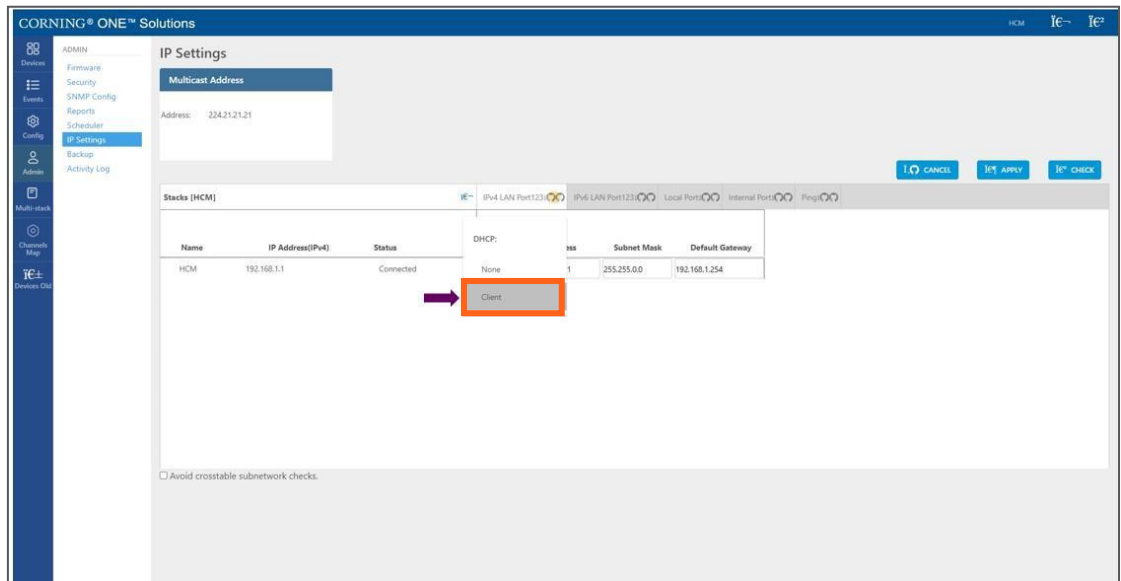 CORNING® ONE™ Solutions
HCM Ï€¬ Ï€²
Devices
Events
Config
Admin
Multi-stack
Channels
Map
Ï€±
Devices Old
ADMIN
Firmware
Security
SNMP Config
Reports
Scheduler
IP Settings
Backup
Activity Log
IP Settings
Multicast Address
Address: 224.21.21.21
CANCEL APPLY CHECK
Stacks [HCM] IPv4 LAN Port123: IPv6 LAN Port123: Local Port: Internal Port: Ping:
Name IP Address(IPv4) Status DHCP: ess Subnet Mask Default Gateway
HCM 192.168.1.1 Connected None 1 255.255.0.0 192.168.1.254
Client
Avoid crosstable subnetwork checks.